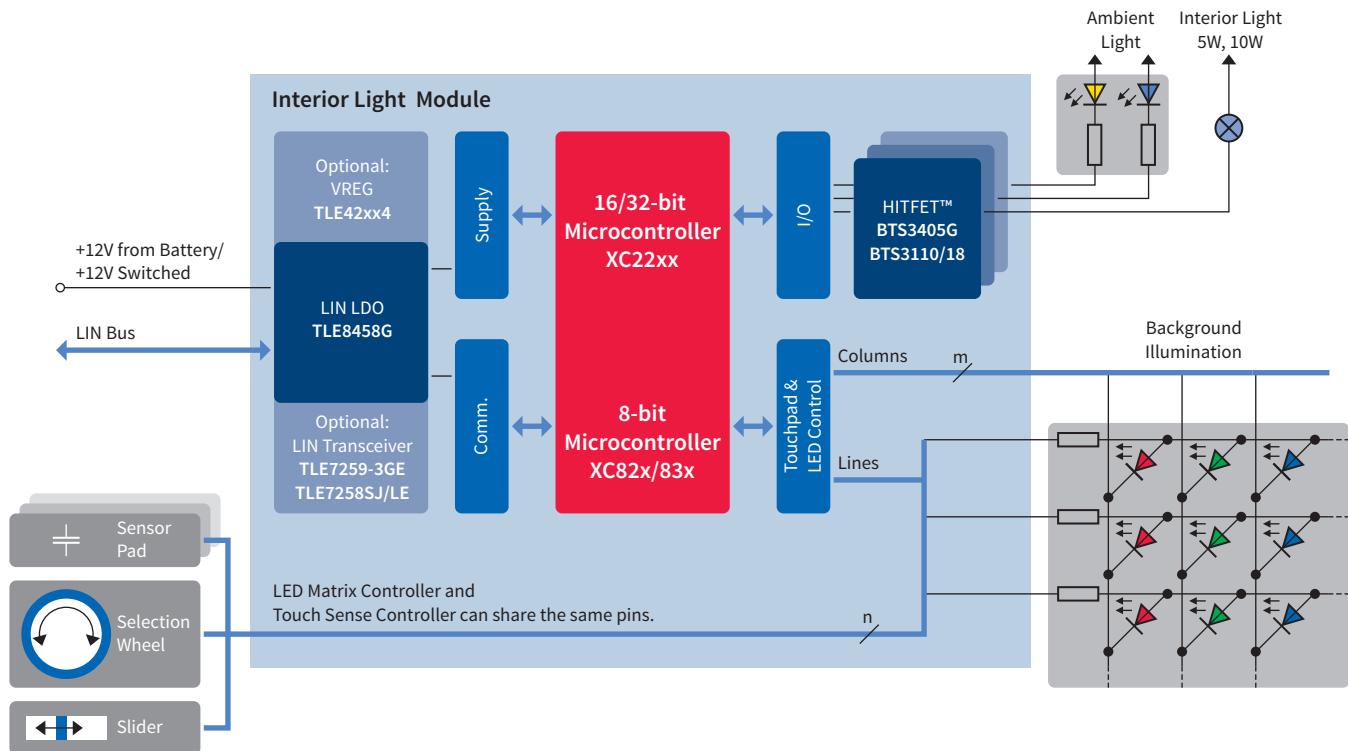 Ambient
Light
Interior Light
5W, 10W
Interior Light Module
Optional:
VREG
TLE42xx4
Supply
16/32-bit
Microcontroller
XC22xx
I/O
HITFET™
BTS3405G
BTS3110/18
+12V from Battery/
+12V Switched
LIN LDO
TLE8458G
LIN Bus
Background
Illumination
Columns
m
Optional:
LIN Transceiver
TLE7259-3GE
TLE7258SJ/LE
Comm.
8-bit
Microcontroller
XC82x/83x
Touchpad &
LED Control
Lines
Sensor
Pad
LED Matrix Controller and
Touch Sense Controller can share the same pins.
n
Selection
Wheel
Slider